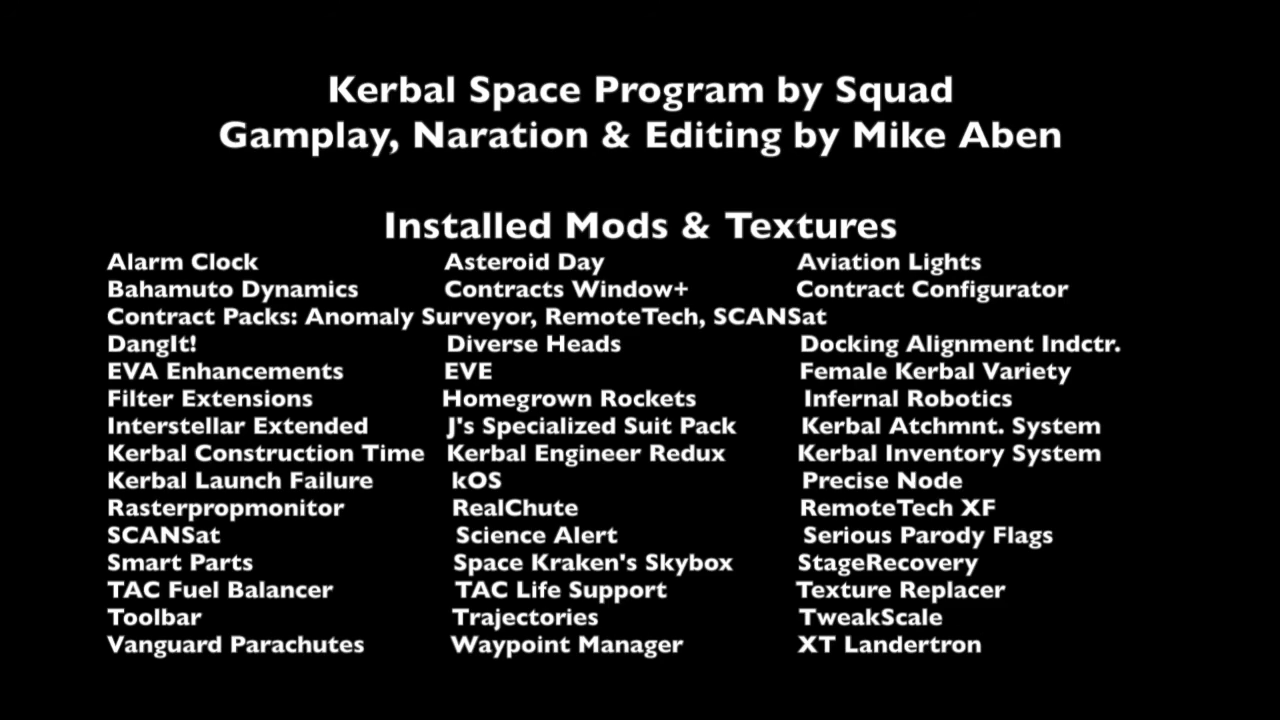 Kerbal Space Program by Squad
Gamplay, Naration & Editing by Mike Aben
Installed Mods & Textures
Alarm Clock Asteroid Day Aviation Lights
Bahamuto Dynamics Contracts Window+ Contract Configurator
Contract Packs: Anomaly Surveyor, RemoteTech, SCANSat
DangIt! Diverse Heads Docking Alignment Indctr.
EVA Enhancements EVE Female Kerbal Variety
Filter Extensions Homegrown Rockets Infernal Robotics
Interstellar Extended J's Specialized Suit Pack Kerbal Atchmnt. System
Kerbal Construction Time Kerbal Engineer Redux Kerbal Inventory System
Kerbal Launch Failure kOS Precise Node
Rasterpropmonitor RealChute RemoteTech XF
SCANSat Science Alert Serious Parody Flags
Smart Parts Space Kraken's Skybox StageRecovery
TAC Fuel Balancer TAC Life Support Texture Replacer
Toolbar Trajectories TweakScale
Vanguard Parachutes Waypoint Manager XT Landertron